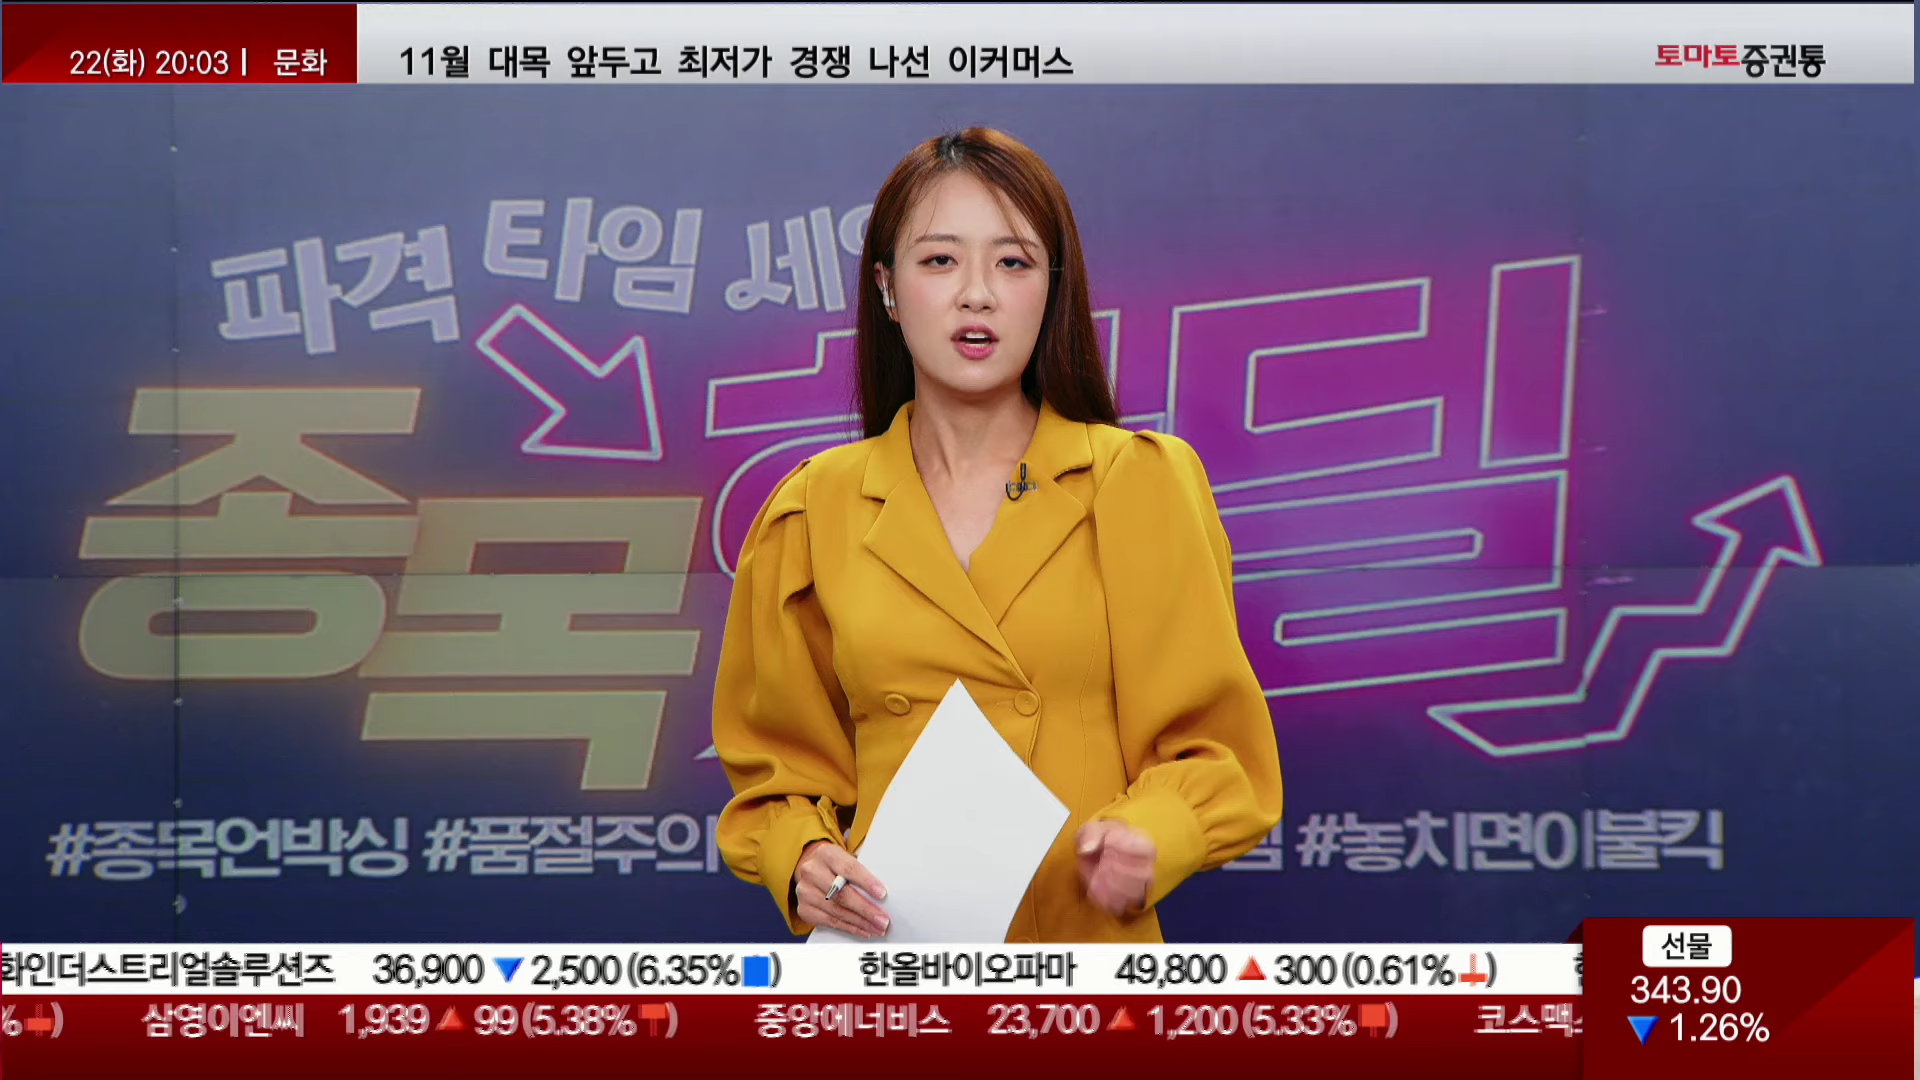 22(화) 20:03 | 문화
11월 대목 앞두고 최저가 경쟁 나선 이커머스
토마토증권통
파격 타임 세
종목 딜
#종목언박싱 #품절주의 #놓치면이불킥
화인더스트리얼솔루션즈 36,900 ▼ 2,500 (6.35%) 한올바이오파마 49,800 ▲ 300 (0.61%)
%) 삼영이엔씨 1,939 ▲ 99 (5.38%) 중앙에너비스 23,700 ▲ 1,200 (5.33%) 코스맥스
선물
343.90
▼ 1.26%